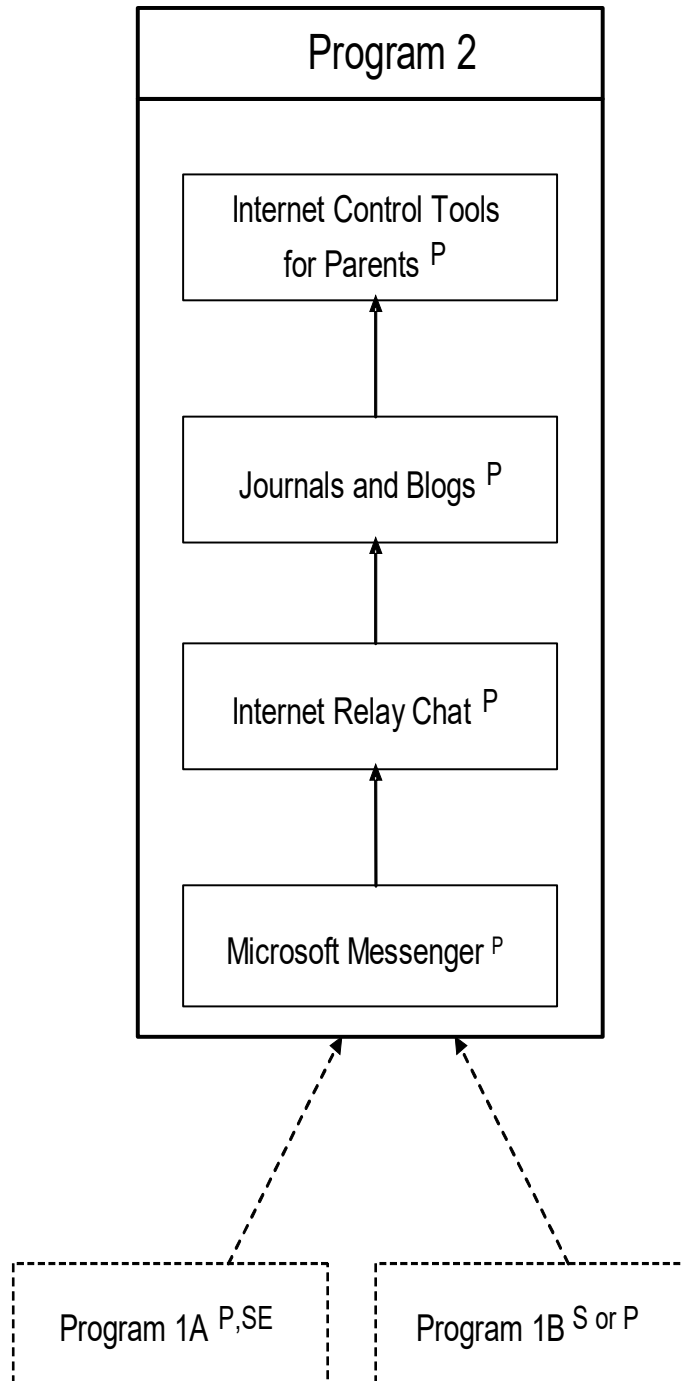 Program 2
Internet Control Tools
for Parents P
Journals and Blogs P
Internet Relay Chat P
Microsoft Messenger P
Program 1A P,SE
Program 1B S or P